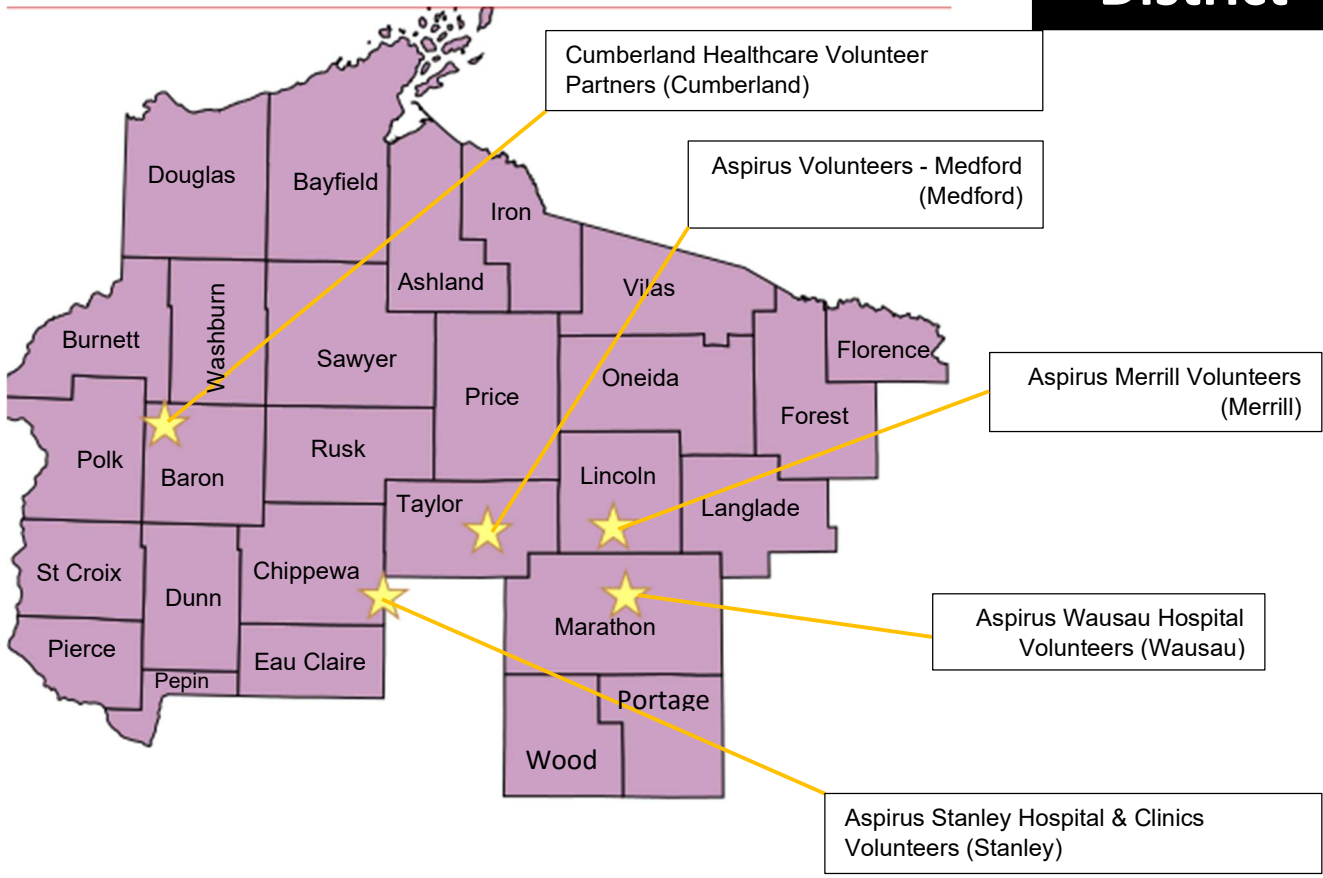 District
Cumberland Healthcare Volunteer
Partners (Cumberland)
Aspirus Volunteers - Medford
(Medford)
Douglas
Bayfield
Iron
Ashland
Vilas
Burnett
Washburn
Sawyer
Florence
Price
Oneida
Forest
Aspirus Merrill Volunteers
(Merrill)
Polk
Baron
Rusk
Lincoln
Taylor
Langlade
St Croix
Chippewa
Dunn
Marathon
Aspirus Wausau Hospital
Volunteers (Wausau)
Pierce
Eau Claire
Pepin
Portage
Wood
Aspirus Stanley Hospital & Clinics
Volunteers (Stanley)